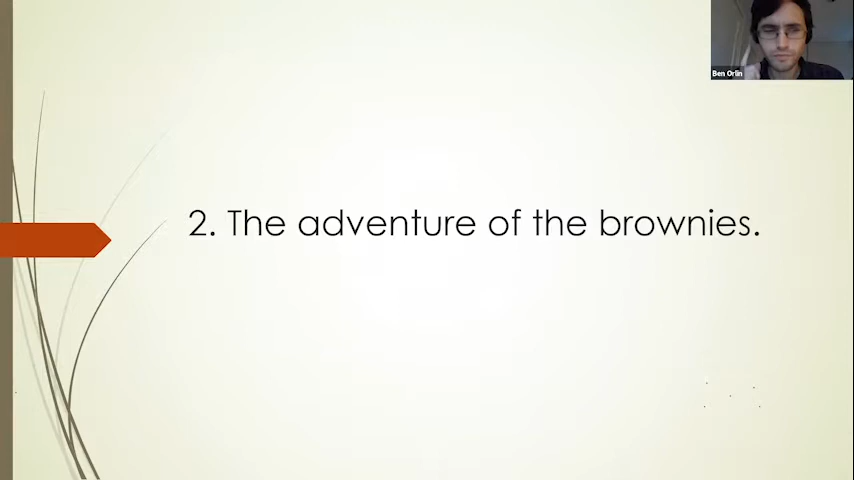 Ben Orlin
2. The adventure of the brownies.